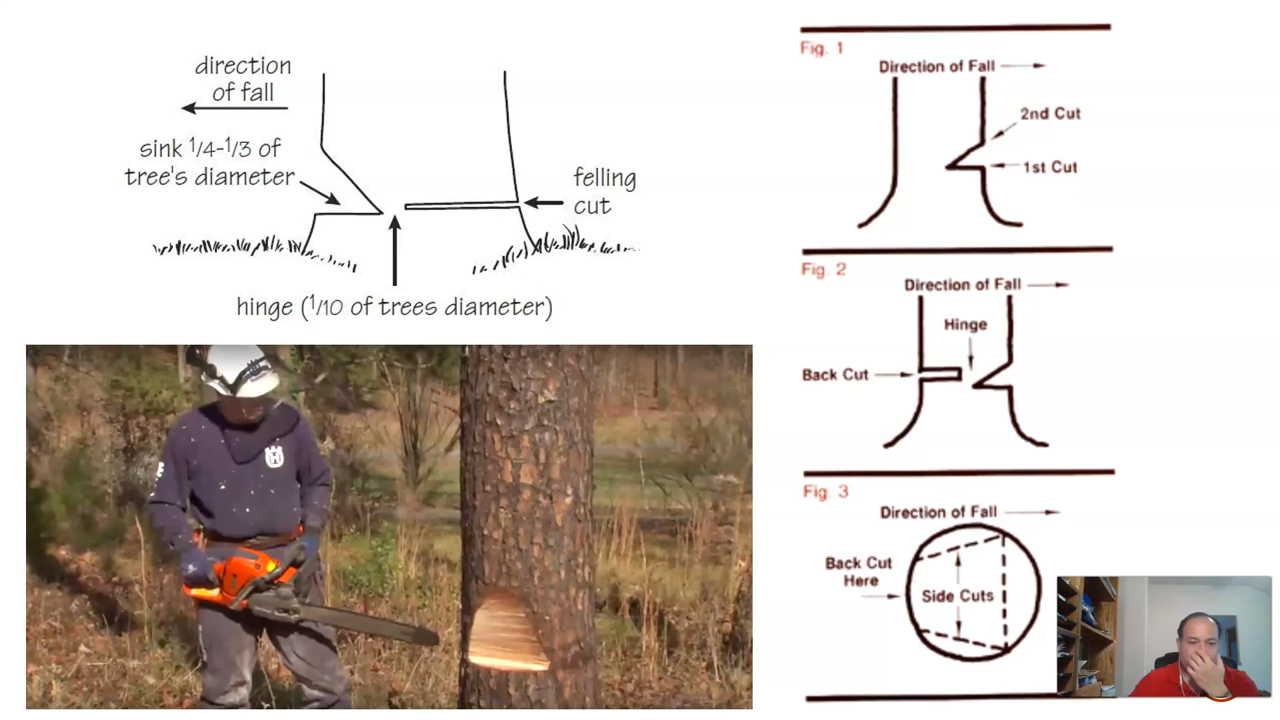 direction
of fall
sink 1/4-1/3 of
tree's diameter
felling
cut
hinge (1/10 of trees diameter)
Fig. 1
Direction of Fall
2nd Cut
1st Cut
Fig. 2
Direction of Fall
Hinge
Back Cut
Fig. 3
Direction of Fall
Back Cut
Here
Side Cuts
H